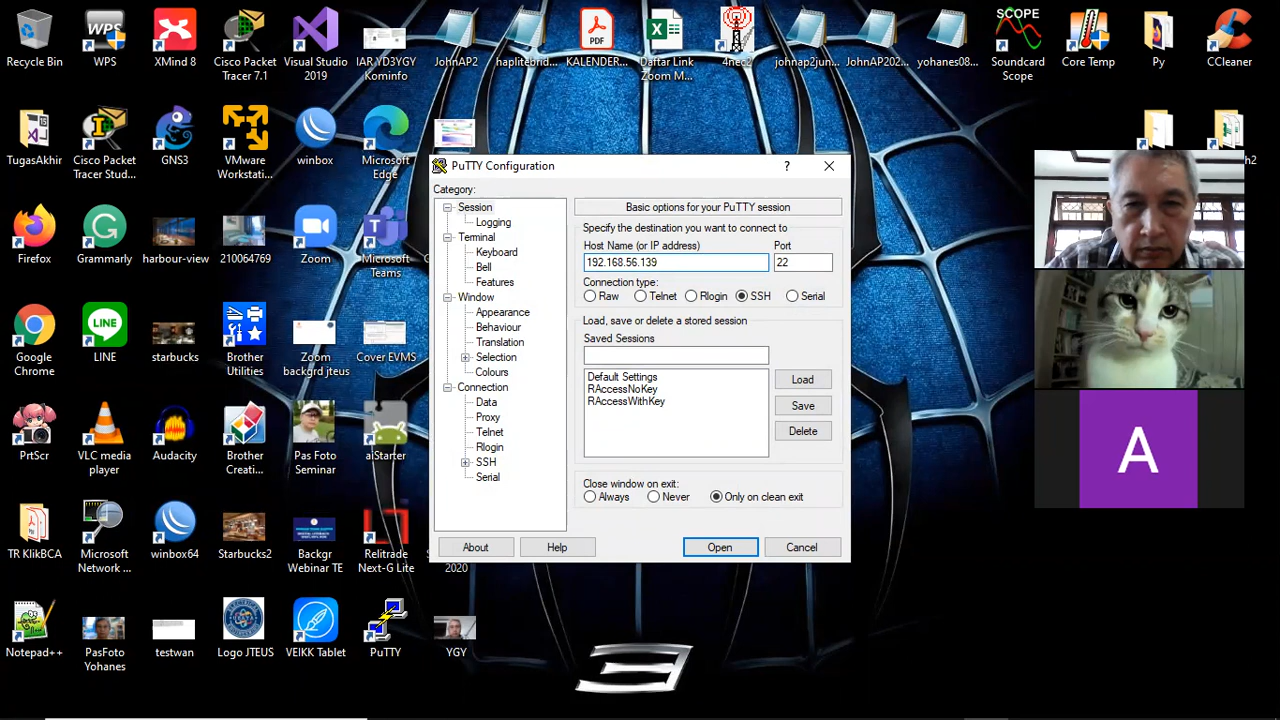 Recycle Bin
WPS
XMind 8
Cisco Packet
Tracer 7.1
Visual Studio
2019
IAR YD3YGY
Kominfo
JohnAP2
haplitebrid...
PDF
KALENDER...
Daftar Link
Zoom M...
4nec2
johnap2jun...
JohnAP202...
yohanes08...
SCOPE
Soundcard
Scope
Core Temp
Py
CCleaner
TugasAkhir
Cisco Packet
Tracer Stud...
GNS3
VMware
Workstati...
winbox
Microsoft
Edge
Firefox
Grammarly
harbour-view
210064769
Zoom
Microsoft
Teams
Google
Chrome
LINE
LINE
starbucks
Brother
Utilities
Zoom
backgrd jteus
Cover EVMS
PrtScr
VLC media
player
Audacity
Brother
Creati...
Pas Foto
Seminar
aiStarter
TR KlikBCA
Microsoft
Network ...
winbox64
Starbucks2
Backgr
Webinar TE
Relitrade
Next-G Lite
2020
Notepad++
PasFoto
Yohanes
testwan
Logo JTEUS
VEIKK Tablet
PuTTY
YGY
PuTTY Configuration
?
Category:
Session
Logging
Terminal
Keyboard
Bell
Features
Window
Appearance
Behaviour
Translation
Selection
Colours
Connection
Data
Proxy
Telnet
Rlogin
SSH
Serial
Basic options for your PuTTY session
Specify the destination you want to connect to
Host Name (or IP address) Port
192.168.56.139 22
Connection type:
Raw Telnet Rlogin SSH Serial
Load, save or delete a stored session
Saved Sessions
Default Settings
RAccessNoKey
RAccessWithKey
Load
Save
Delete
Close window on exit:
Always Never Only on clean exit
About Help Open Cancel
A
3